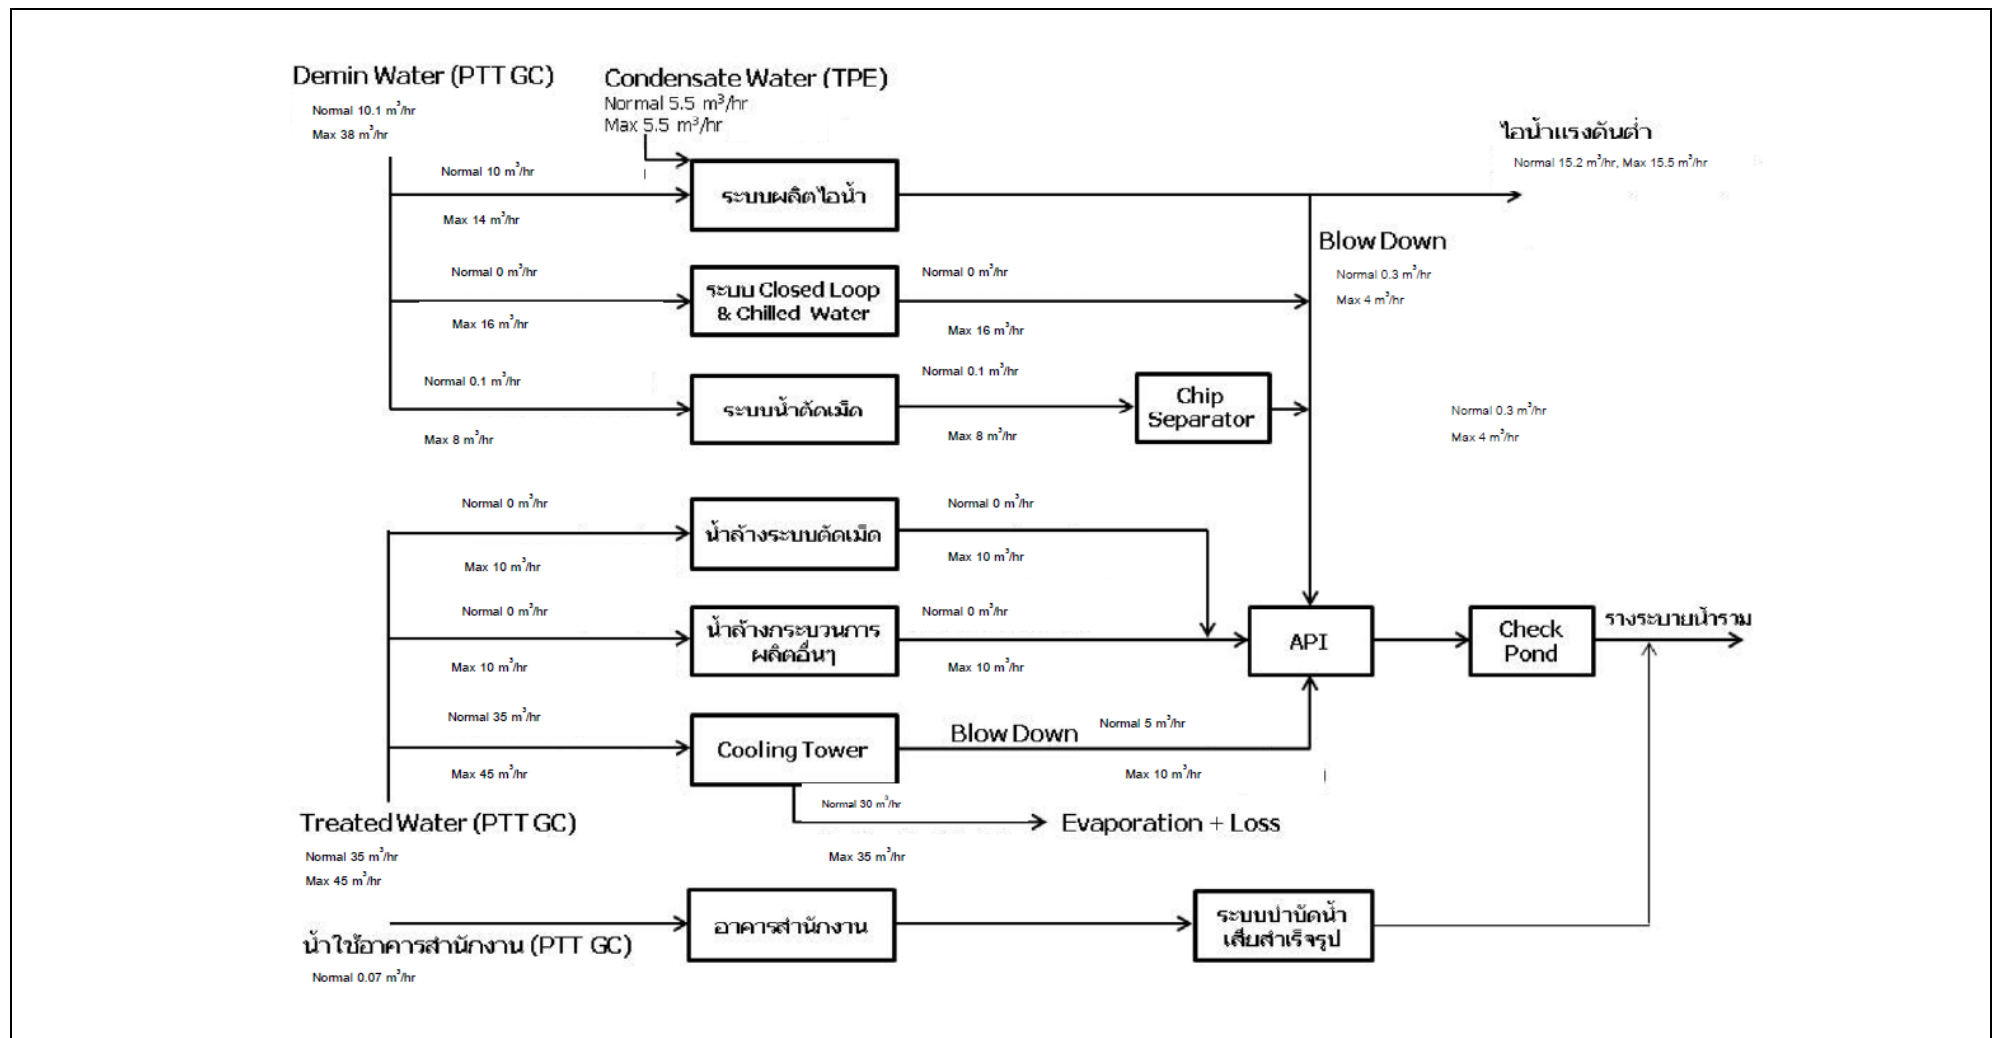 Demin Water (PTT GC)
Normal 10.1 m³/hr
Max 38 m³/hr
Condensate Water (TPE)
Normal 5.5 m³/hr
Max 5.5 m³/hr
ไอน้ำแรงดันต่ำ
Normal 15.2 m³/hr, Max 15.5 m³/hr
Normal 10 m³/hr
Max 14 m³/hr
ระบบผลิตไอน้ำ
Blow Down
Normal 0.3 m³/hr
Max 4 m³/hr
Normal 0 m³/hr
Max 16 m³/hr
ระบบ Closed Loop
& Chilled Water
Normal 0 m³/hr
Max 16 m³/hr
Normal 0.1 m³/hr
Max 8 m³/hr
ระบบน้ำตัดเม็ด
Normal 0.1 m³/hr
Max 8 m³/hr
Chip
Separator
Normal 0.3 m³/hr
Max 4 m³/hr
Normal 0 m³/hr
Max 10 m³/hr
น้ำล้างระบบตัดเม็ด
Normal 0 m³/hr
Max 10 m³/hr
Normal 0 m³/hr
Max 10 m³/hr
น้ำล้างกระบวนการ
ผลิตอื่นๆ
Normal 0 m³/hr
Max 10 m³/hr
API
Check
Pond
รางระบายน้ำรวม
Normal 35 m³/hr
Max 45 m³/hr
Cooling Tower
Blow Down
Normal 5 m³/hr
Max 10 m³/hr
Normal 30 m³/hr
Max 35 m³/hr
Evaporation + Loss
Treated Water (PTT GC)
Normal 35 m³/hr
Max 45 m³/hr
อาคารสำนักงาน
ระบบบำบัดน้ำ
เสียสำเร็จรูป
น้ำใช้อาคารสำนักงาน (PTT GC)
Normal 0.07 m³/hr